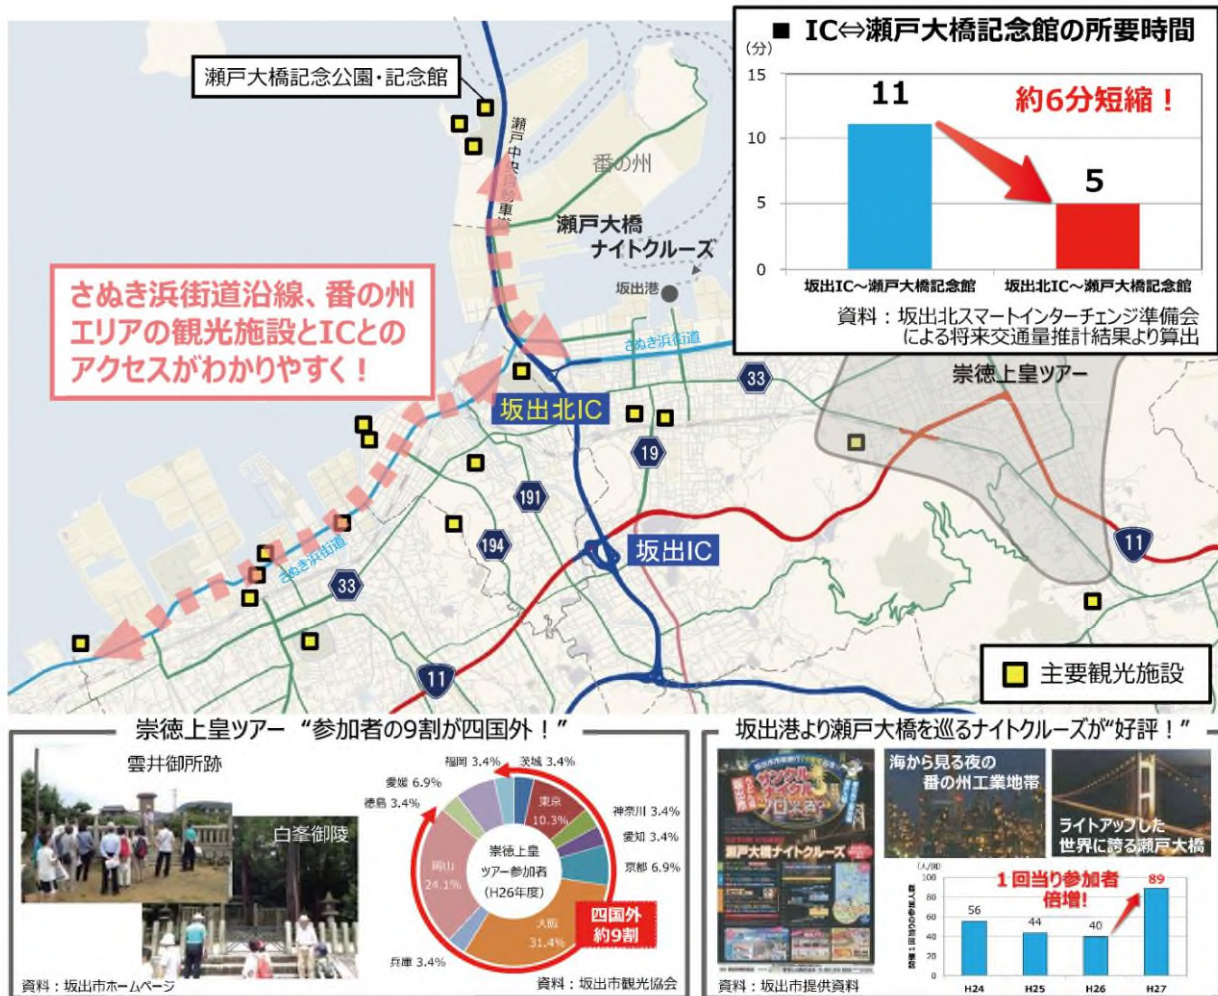 瀬戸大橋記念公園・記念館
瀬戸中央自動車道
番の州
瀬戸大橋
ナイトクルーズ
坂出港
さぬき浜街道
さぬき浜街道沿線、番の州
エリアの観光施設とICとの
アクセスがわかりやすく！
■ IC⇔瀬戸大橋記念館の所要時間
(分)
15
10
5
0
11
約6分短縮！
5
坂出IC～瀬戸大橋記念館
坂出北IC～瀬戸大橋記念館
資料：坂出北スマートインターチェンジ準備会
による将来交通量推計結果より算出
崇徳上皇ツアー
33
坂出北IC
19
191
194
坂出IC
11
さぬき浜街道
33
11
主要観光施設
崇徳上皇ツアー “参加者の9割が四国外！”
雲井御所跡
白峯御陵
資料：坂出市ホームページ
福岡 3.4%
茨城 3.4%
愛媛 6.9%
徳島 3.4%
東京
10.3%
神奈川 3.4%
愛知 3.4%
京都 6.9%
岡山
24.1%
崇徳上皇
ツアー参加者
(H26年度)
大阪
31.4%
兵庫 3.4%
四国外
約9割
資料：坂出市観光協会
坂出港より瀬戸大橋を巡るナイトクルーズが“好評！”
瀬戸大橋ナイトクルーズ
海から見る夜の
番の州工業地帯
ライトアップした
世界に誇る瀬戸大橋
(人/回)
100
80
60
40
20
0
1回当り参加者
倍増!
56
44
40
89
H24
H25
H26
H27
資料：坂出市提供資料